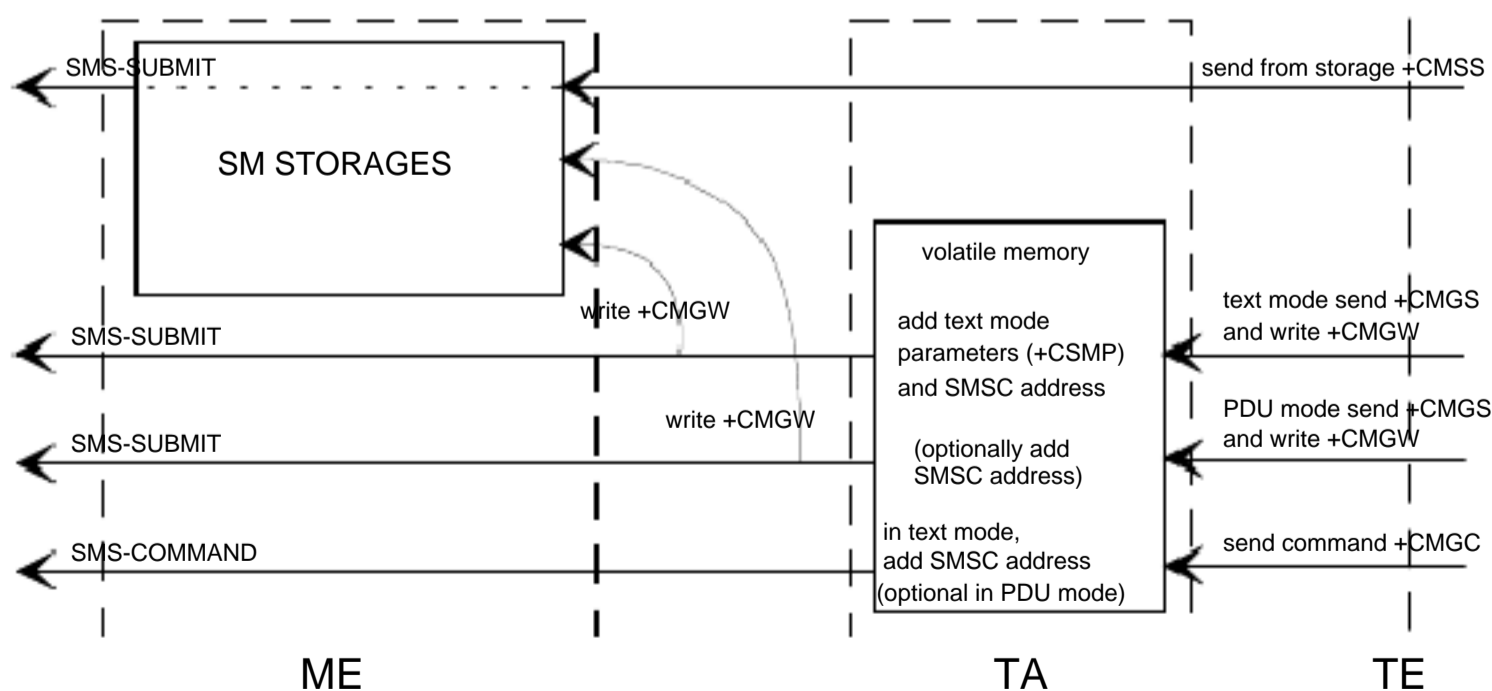 SMS-SUBMIT
send from storage +CMSS
SM STORAGES
volatile memory
write +CMGW
text mode send +CMGS
and write +CMGW
add text mode
parameters (+CSMP)
and SMSC address
SMS-SUBMIT
write +CMGW
PDU mode send +CMGS
and write +CMGW
(optionally add
SMSC address)
SMS-SUBMIT
in text mode,
add SMSC address
(optional in PDU mode)
SMS-COMMAND
send command +CMGC
ME
TA
TE